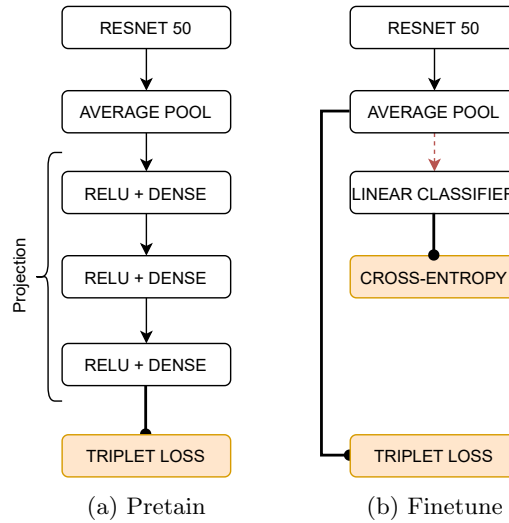 RESNET 50
AVERAGE POOL
RELU + DENSE
RELU + DENSE
RELU + DENSE
Projection
TRIPLET LOSS
(a) Pretain
RESNET 50
AVERAGE POOL
LINEAR CLASSIFIER
CROSS-ENTROPY
TRIPLET LOSS
(b) Finetune